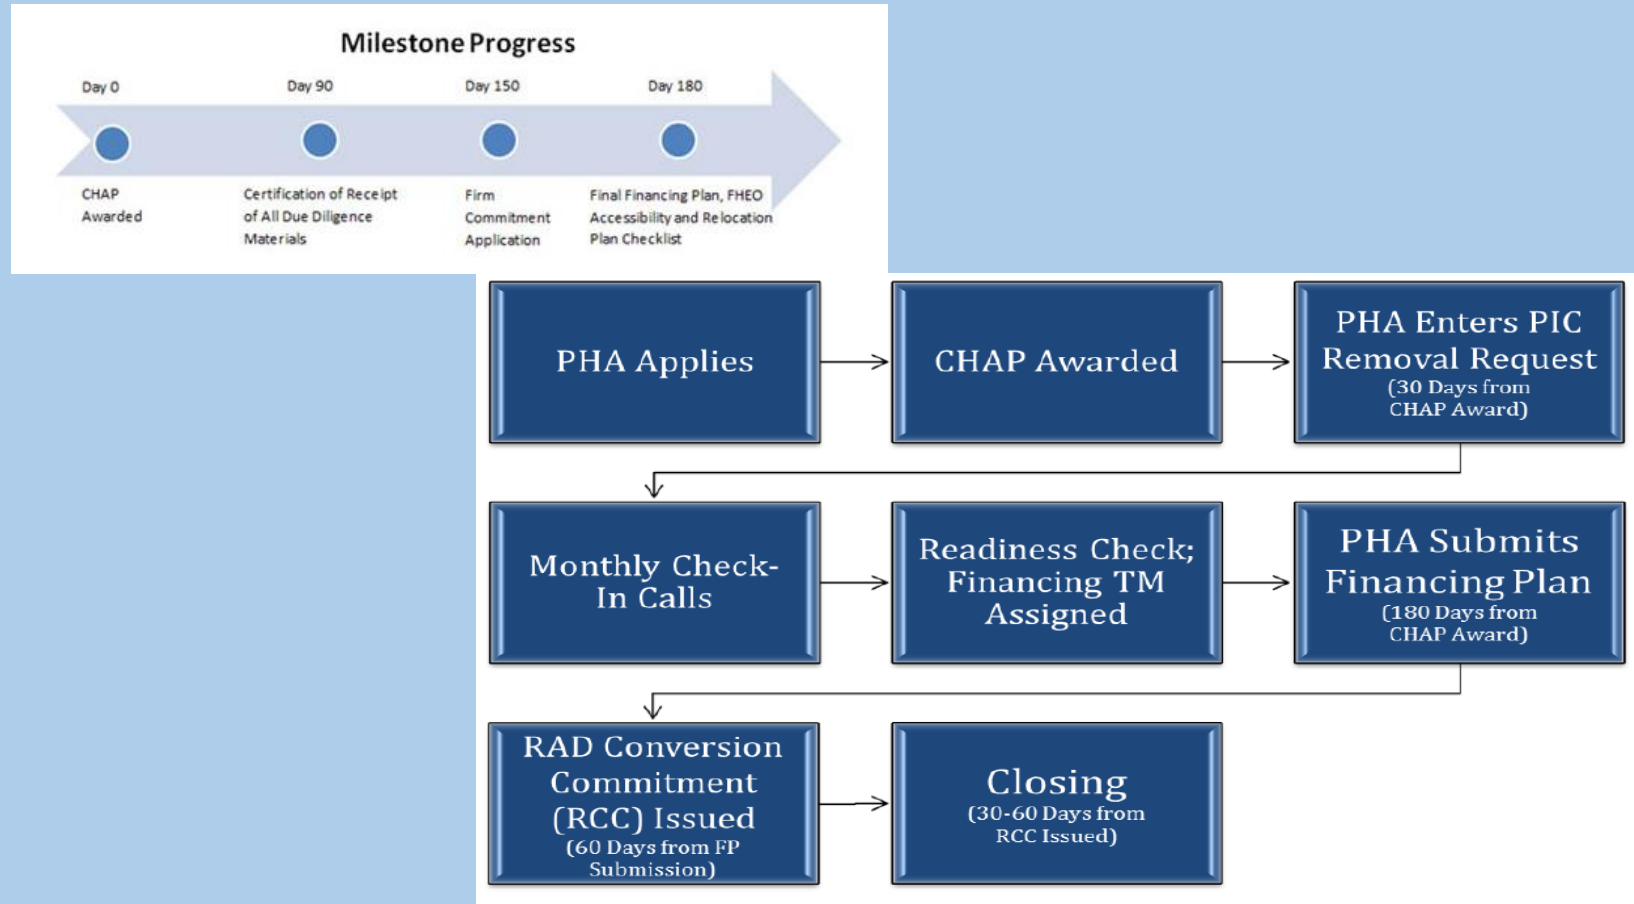 Milestone Progress
Day 0
Day 90
Day 150
Day 180
CHAP
Awarded
Certification of Receipt
of All Due Diligence
Materials
Firm
Commitment
Application
Final Financing Plan, FHEO
Accessibility and Relocation
Plan Checklist
PHA Applies
CHAP Awarded
PHA Enters PIC
Removal Request
(30 Days from
CHAP Award)
Monthly Check-
In Calls
Readiness Check;
Financing TM
Assigned
PHA Submits
Financing Plan
(180 Days from
CHAP Award)
RAD Conversion
Commitment
(RCC) Issued
(60 Days from FP
Submission)
Closing
(30-60 Days from
RCC Issued)